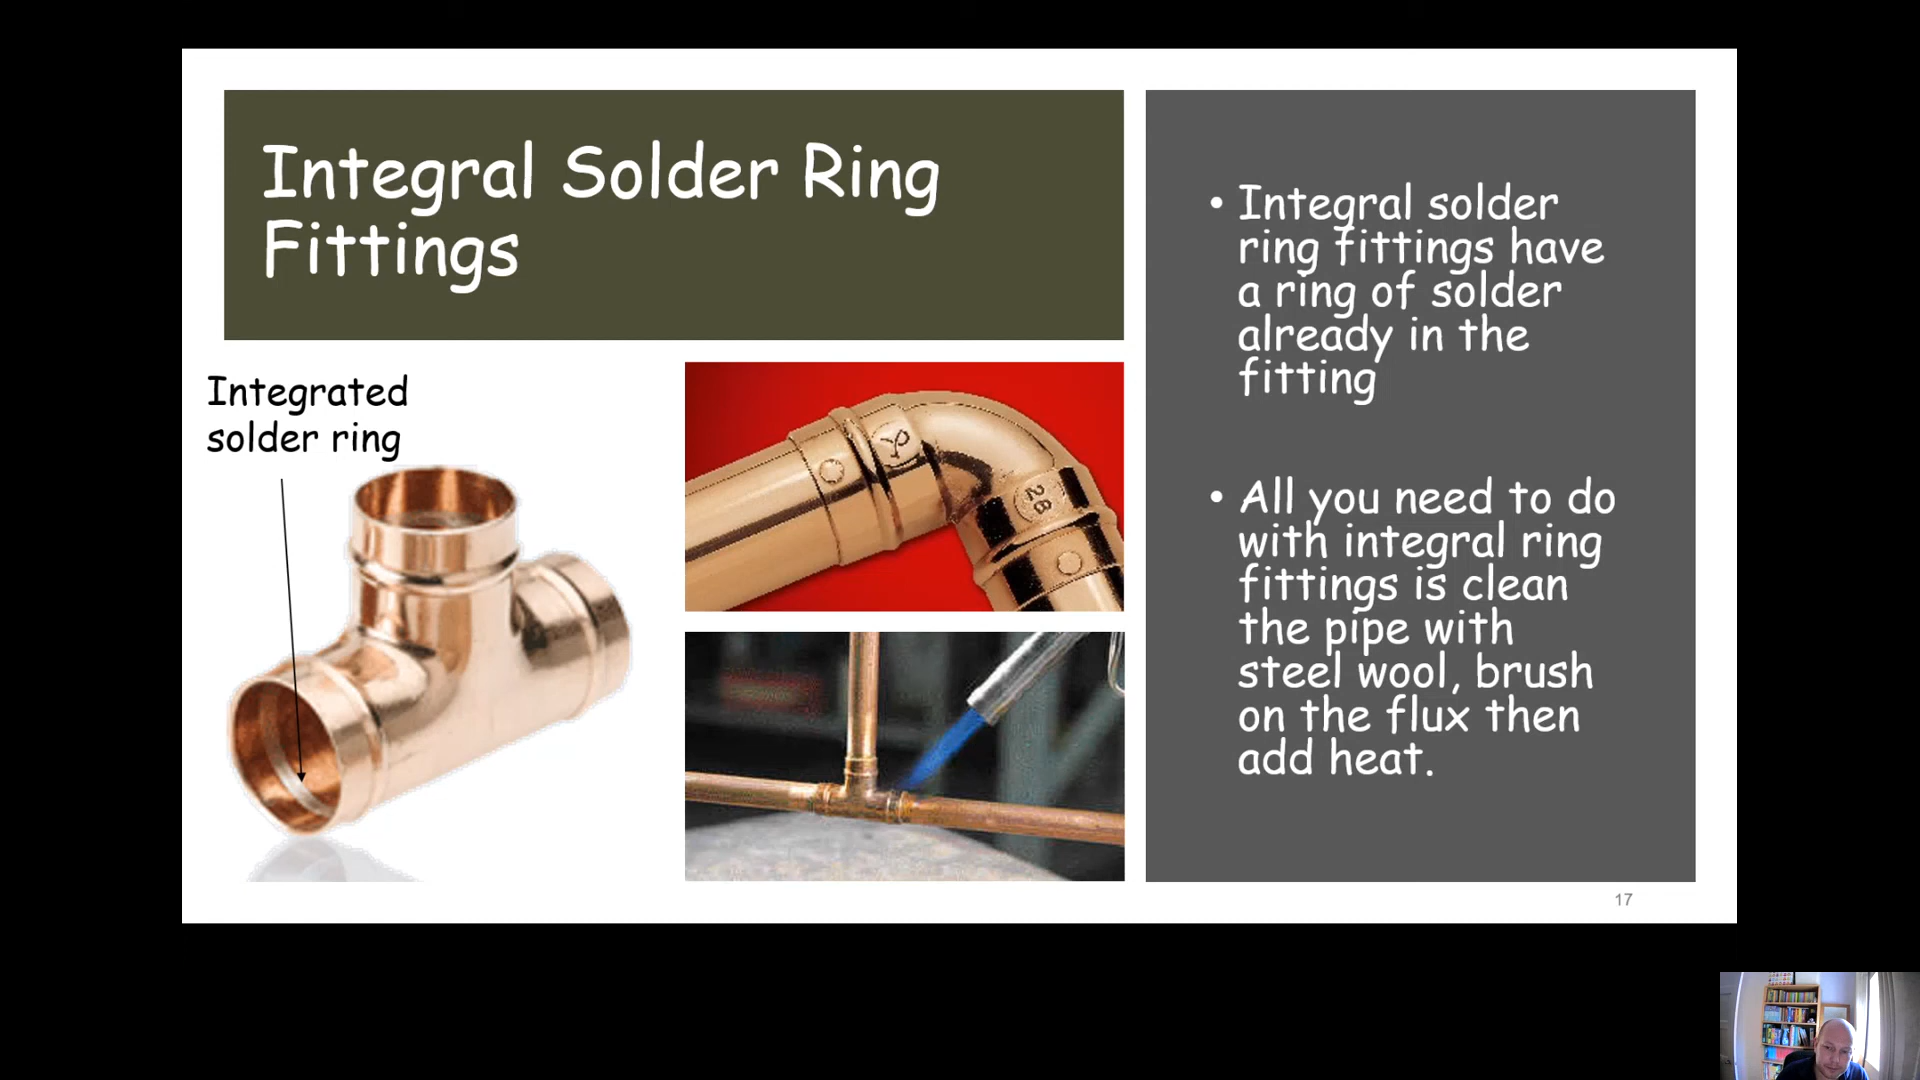 Integral Solder Ring
Fittings
Integrated
solder ring
28
• Integral solder
ring fittings have
a ring of solder
already in the
fitting
• All you need to do
with integral ring
fittings is clean
the pipe with
steel wool, brush
on the flux then
add heat.
17